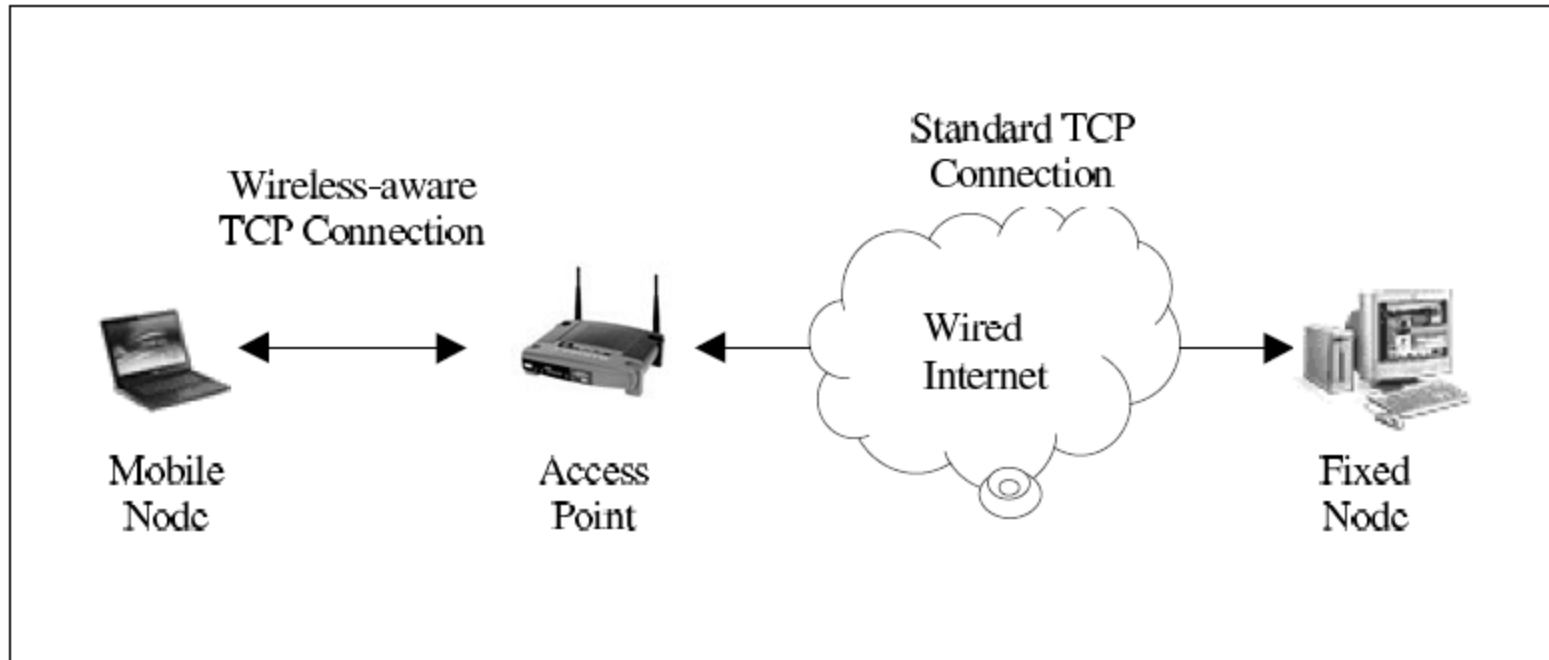 Standard TCP
Connection
Wireless-aware
TCP Connection
Wired
Internet
Mobile
Node
Access
Point
Fixed
Node